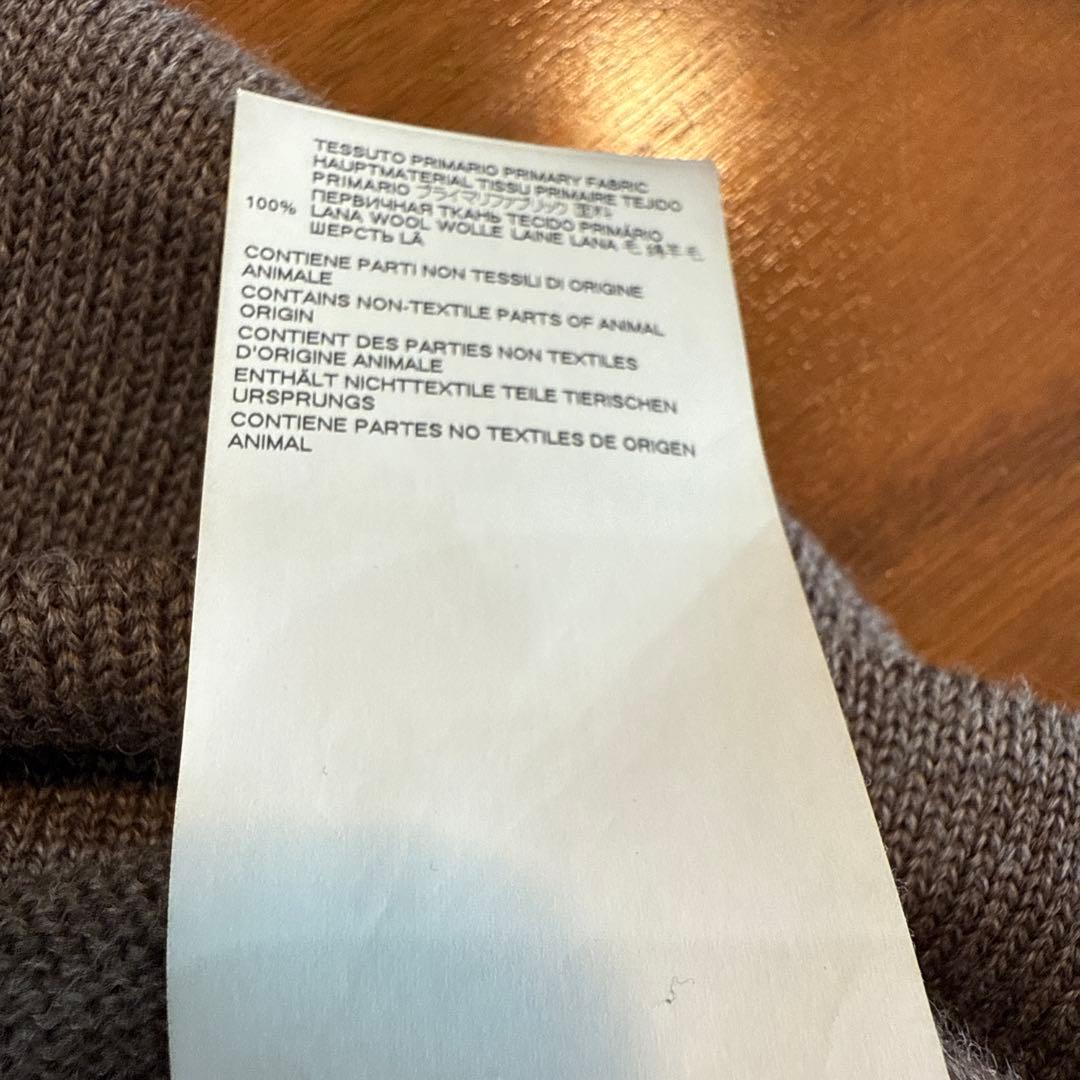 TESSUTO PRIMARIO PRIMARY FABRIC
HAUPTMATERIAL TISSU PRIMAIRE TEJIDO
PRIMARIO プライマリファブリック 面料
ПЕРВИЧНАЯ ТКАНЬ TECIDO PRIMÁRIO
100% LANA WOOL WOLLE LAINE LANA 毛 绵羊毛
ШЕРСТЬ LÃ
CONTIENE PARTI NON TESSILI DI ORIGINE
ANIMALE
CONTAINS NON-TEXTILE PARTS OF ANIMAL
ORIGIN
CONTIENT DES PARTIES NON TEXTILES
D'ORIGINE ANIMALE
ENTHÄLT NICHTTEXTILE TEILE TIERISCHEN
URSPRUNGS
CONTIENE PARTES NO TEXTILES DE ORIGEN
ANIMAL